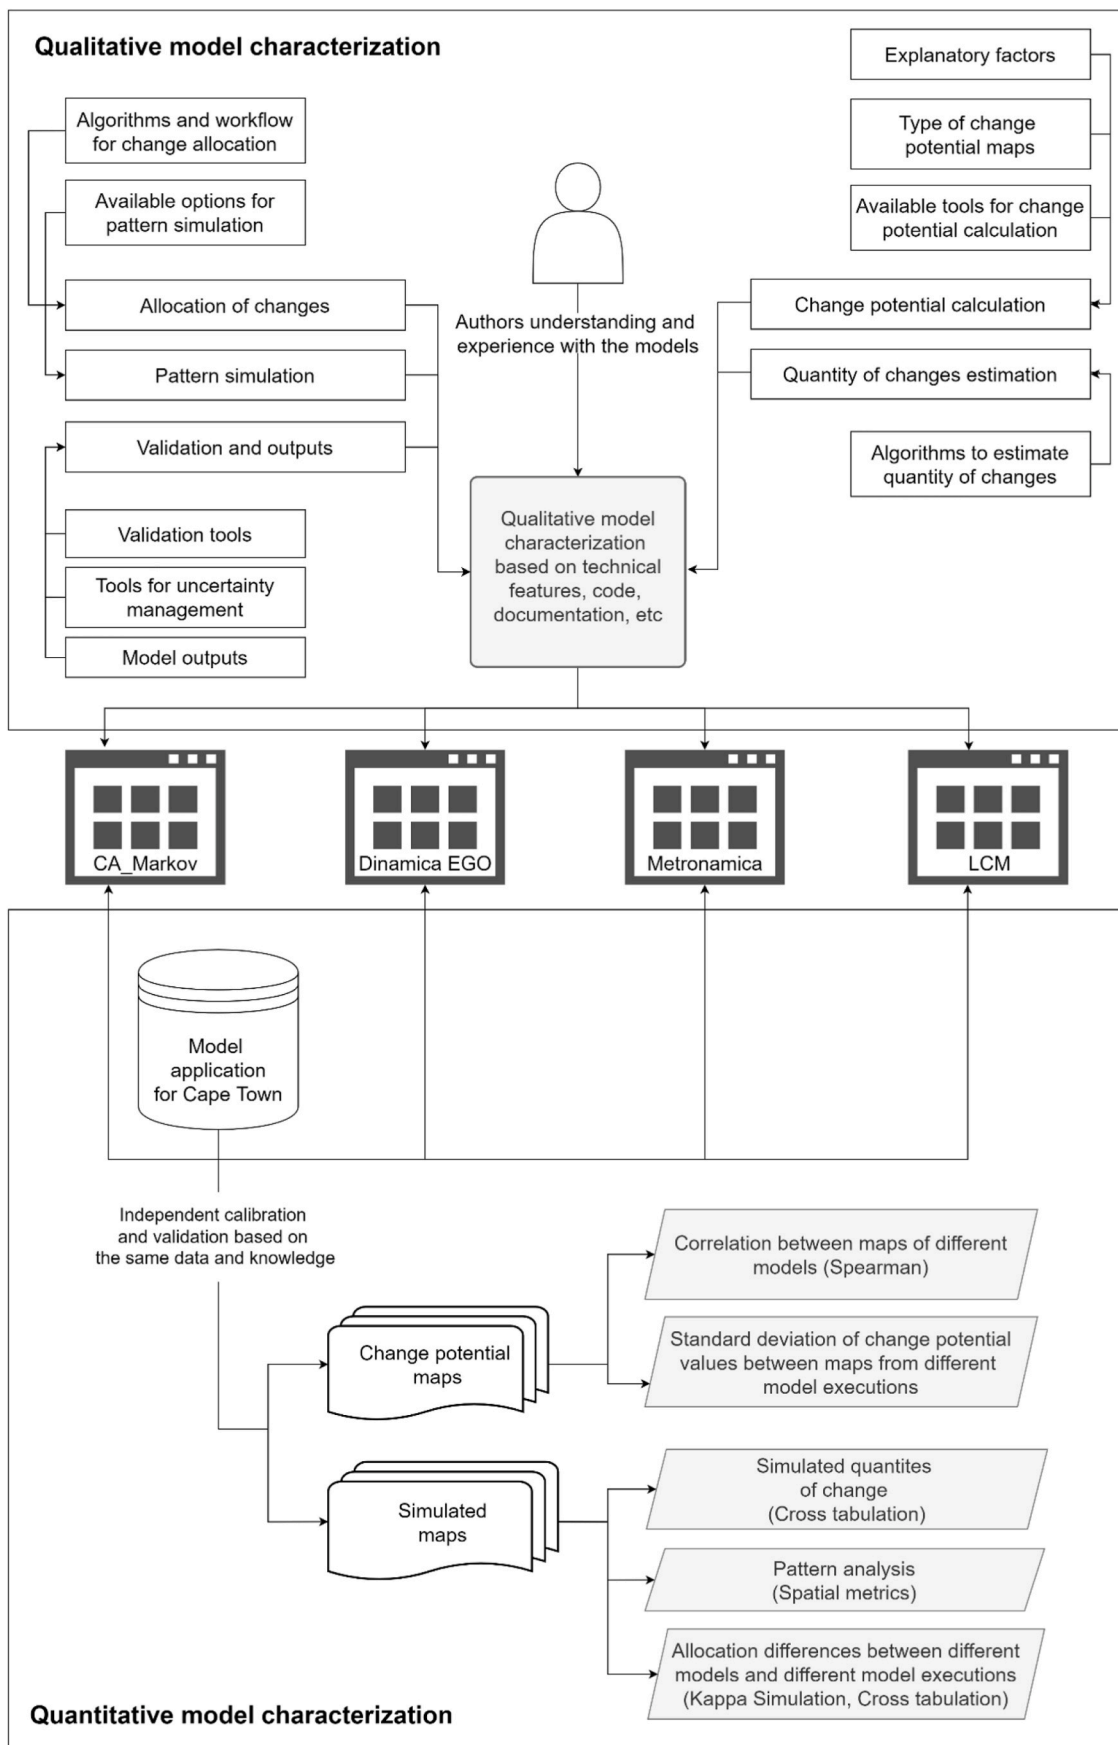 Qualitative model characterization
Explanatory factors
Algorithms and workflow
for change allocation
Type of change
potential maps
Available options for
pattern simulation
Available tools for change
potential calculation
Allocation of changes
Change potential calculation
Authors understanding and
experience with the models
Pattern simulation
Quantity of changes estimation
Validation and outputs
Algorithms to estimate
quantity of changes
Qualitative model
characterization
based on technical
features, code,
documentation, etc
Validation tools
Tools for uncertainty
management
Model outputs
CA_Markov
Dinamica EGO
Metronamica
LCM
Model
application
for Cape Town
Independent calibration
and validation based on
the same data and knowledge
Correlation between maps of different
models (Spearman)
Change potential
maps
Standard deviation of change potential
values between maps from different
model executions
Simulated
maps
Simulated quantites
of change
(Cross tabulation)
Pattern analysis
(Spatial metrics)
Allocation differences between different
models and different model executions
(Kappa Simulation, Cross tabulation)
Quantitative model characterization